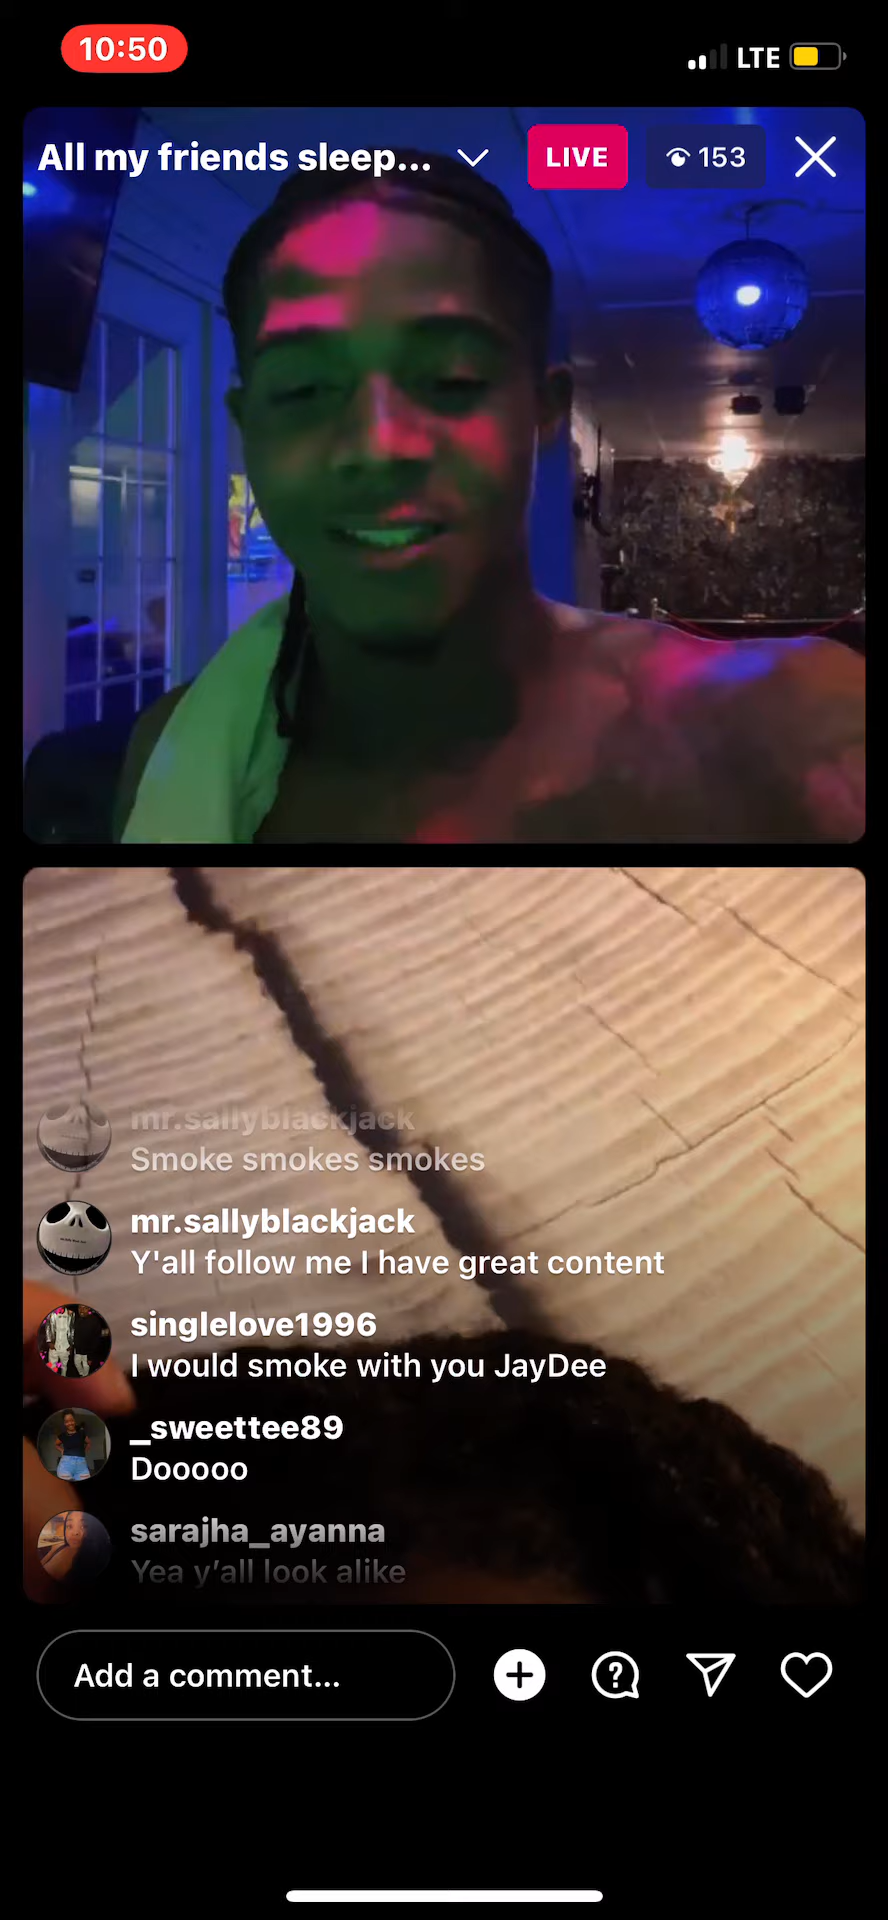 10:50
LTE
All my friends sleep...
LIVE
153
mr.sallyblackjack
Smoke smokes smokes
mr.sallyblackjack
Y'all follow me I have great content
singlelove1996
I would smoke with you JayDee
_sweettee89
Dooooo
sarajha_ayanna
Yea y’all look alike
Add a comment...